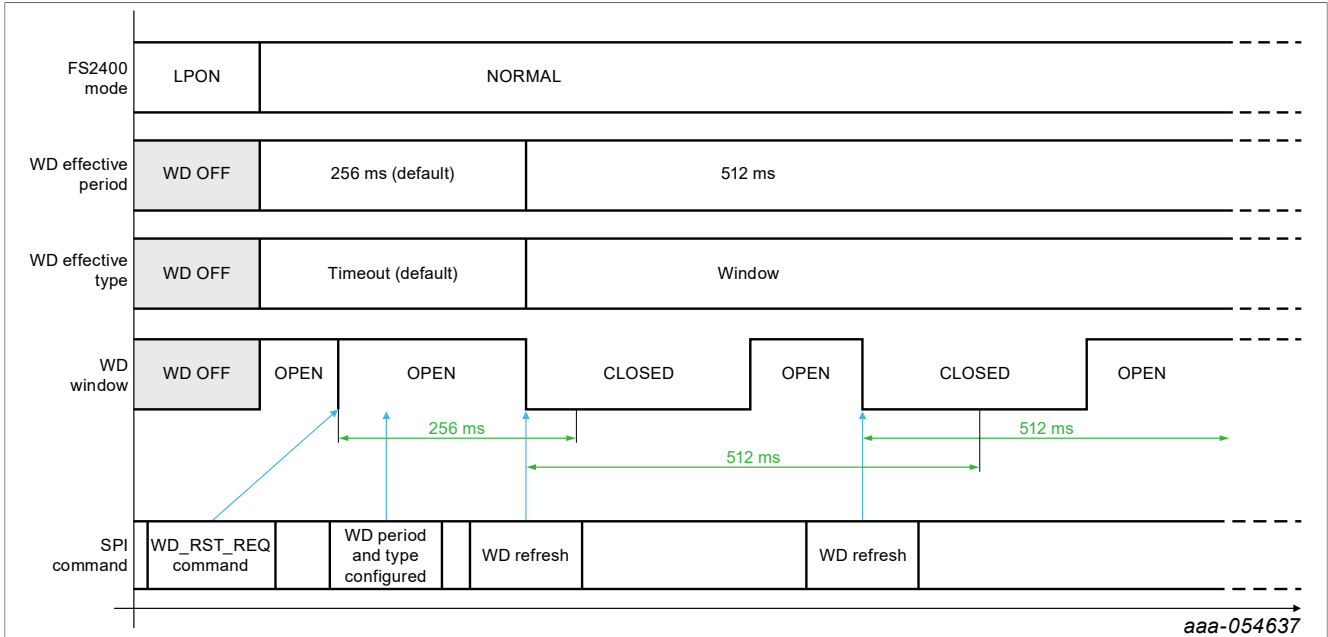 FS2400
mode
LPON
NORMAL
WD effective
period
WD OFF
256 ms (default)
512 ms
WD effective
type
WD OFF
Timeout (default)
Window
WD
window
WD OFF
OPEN
OPEN
CLOSED
OPEN
CLOSED
OPEN
256 ms
512 ms
512 ms
SPI
command
WD_RST_REQ
command
WD period
and type
configured
WD refresh
WD refresh
aaa-054637